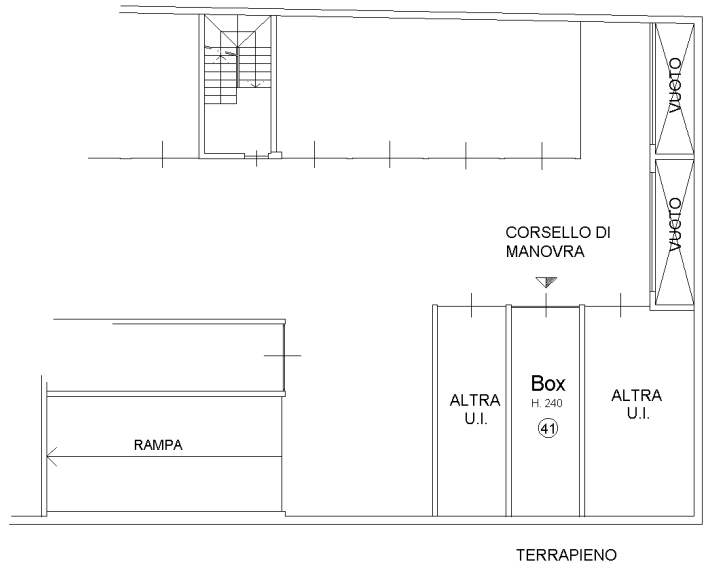 VUOTO
VUOTO
CORSELLO DI
MANOVRA
Box
H. 240
41
ALTRA
U.I.
ALTRA
U.I.
RAMPA
TERRAPIENO